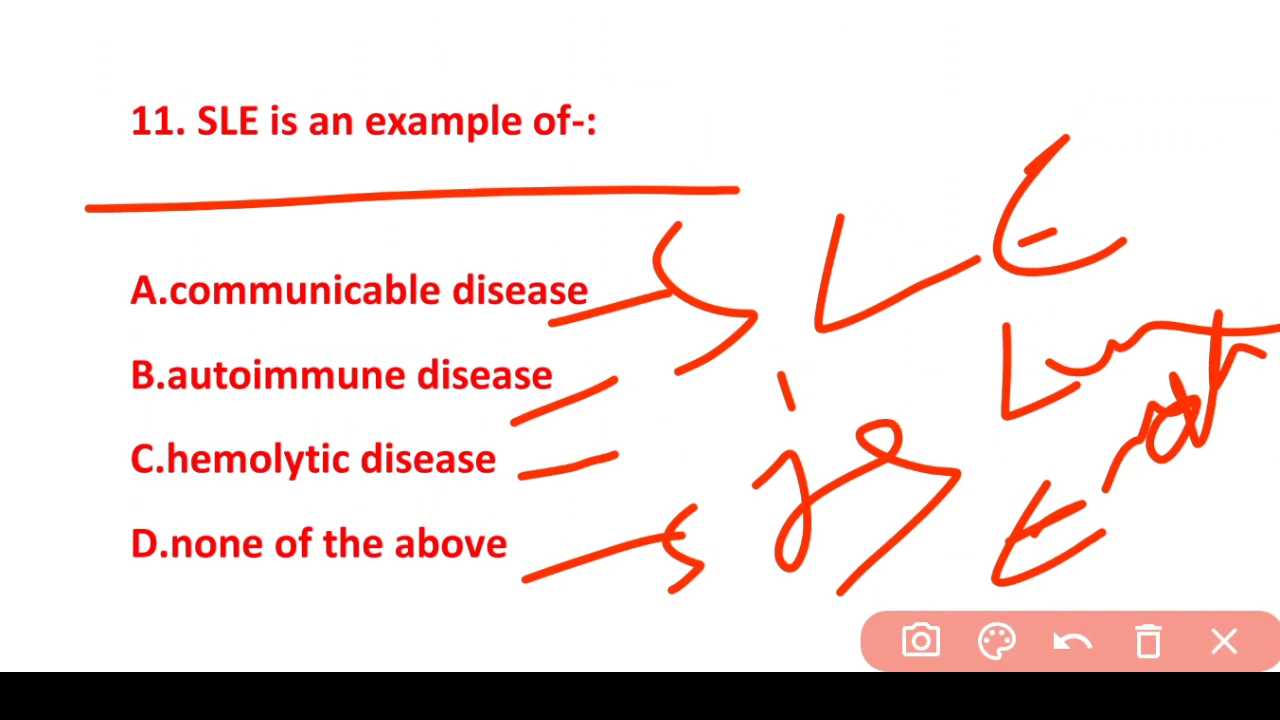 11. SLE is an example of-:
A.communicable disease
B.autoimmune disease
C.hemolytic disease
D.none of the above
S L E